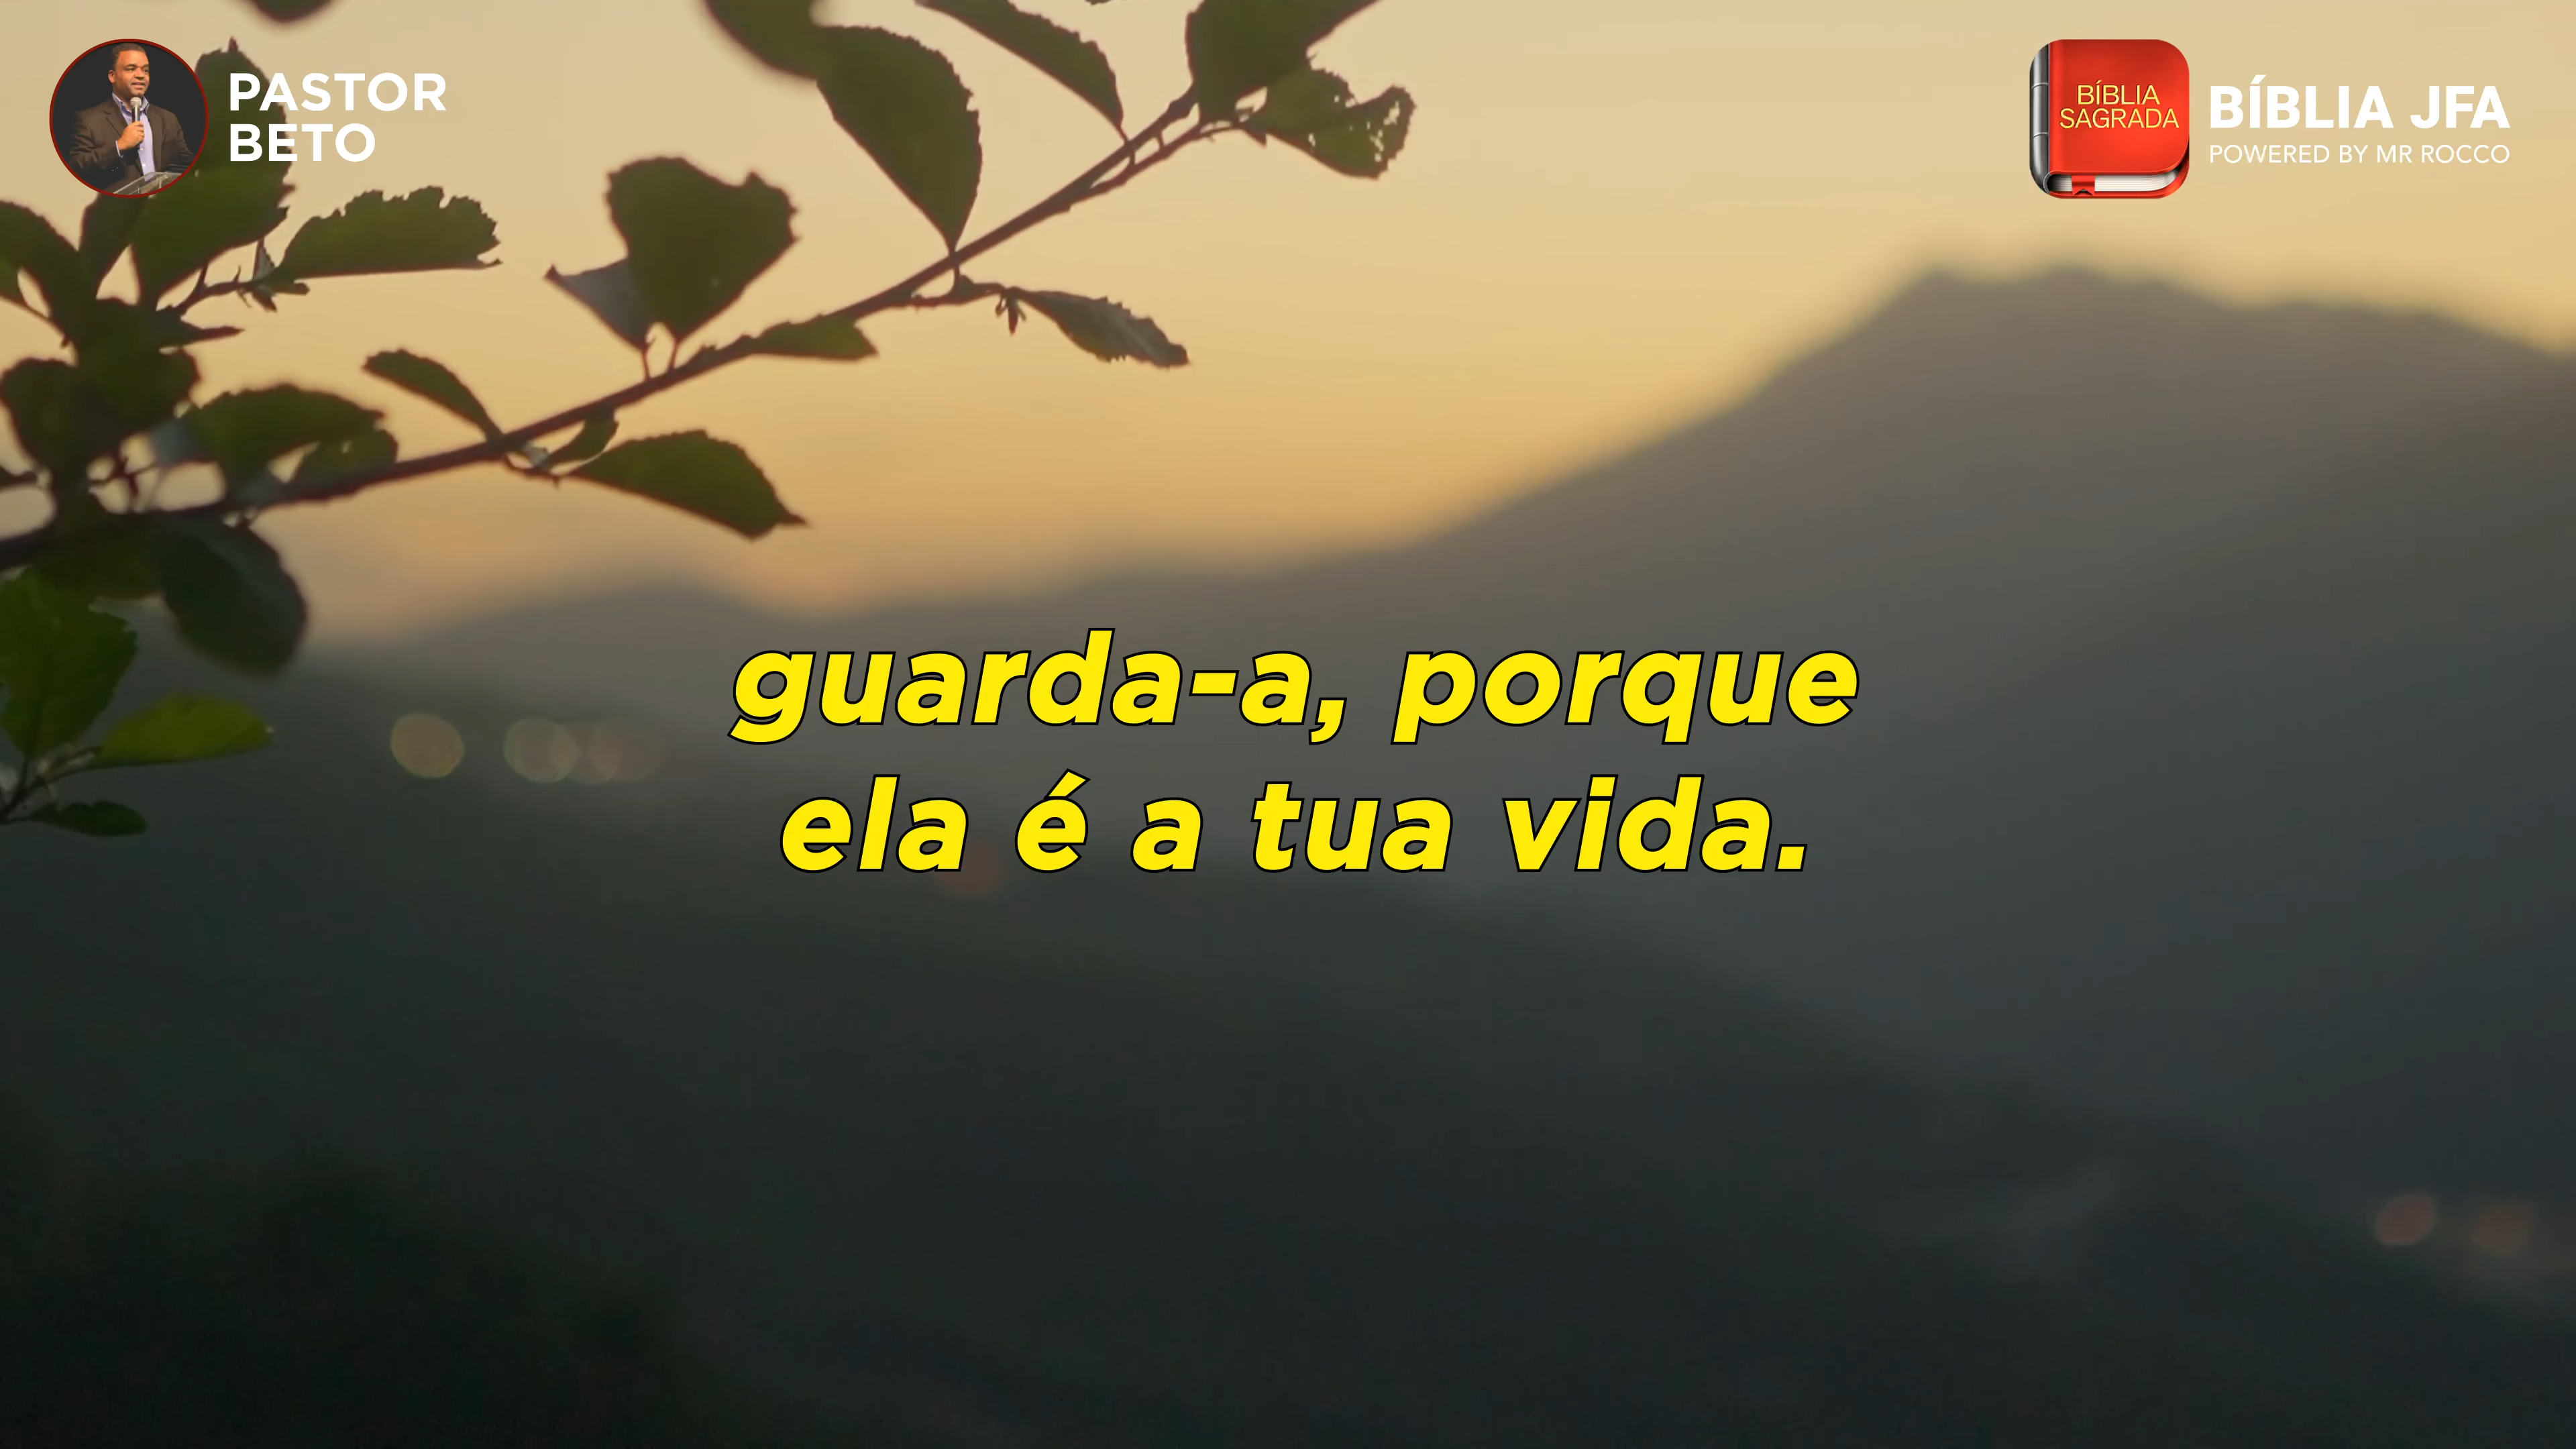 PASTOR
BETO
BÍBLIA
SAGRADA
BÍBLIA JFA
POWERED BY MR ROCCO
guarda-a, porque
ela é a tua vida.